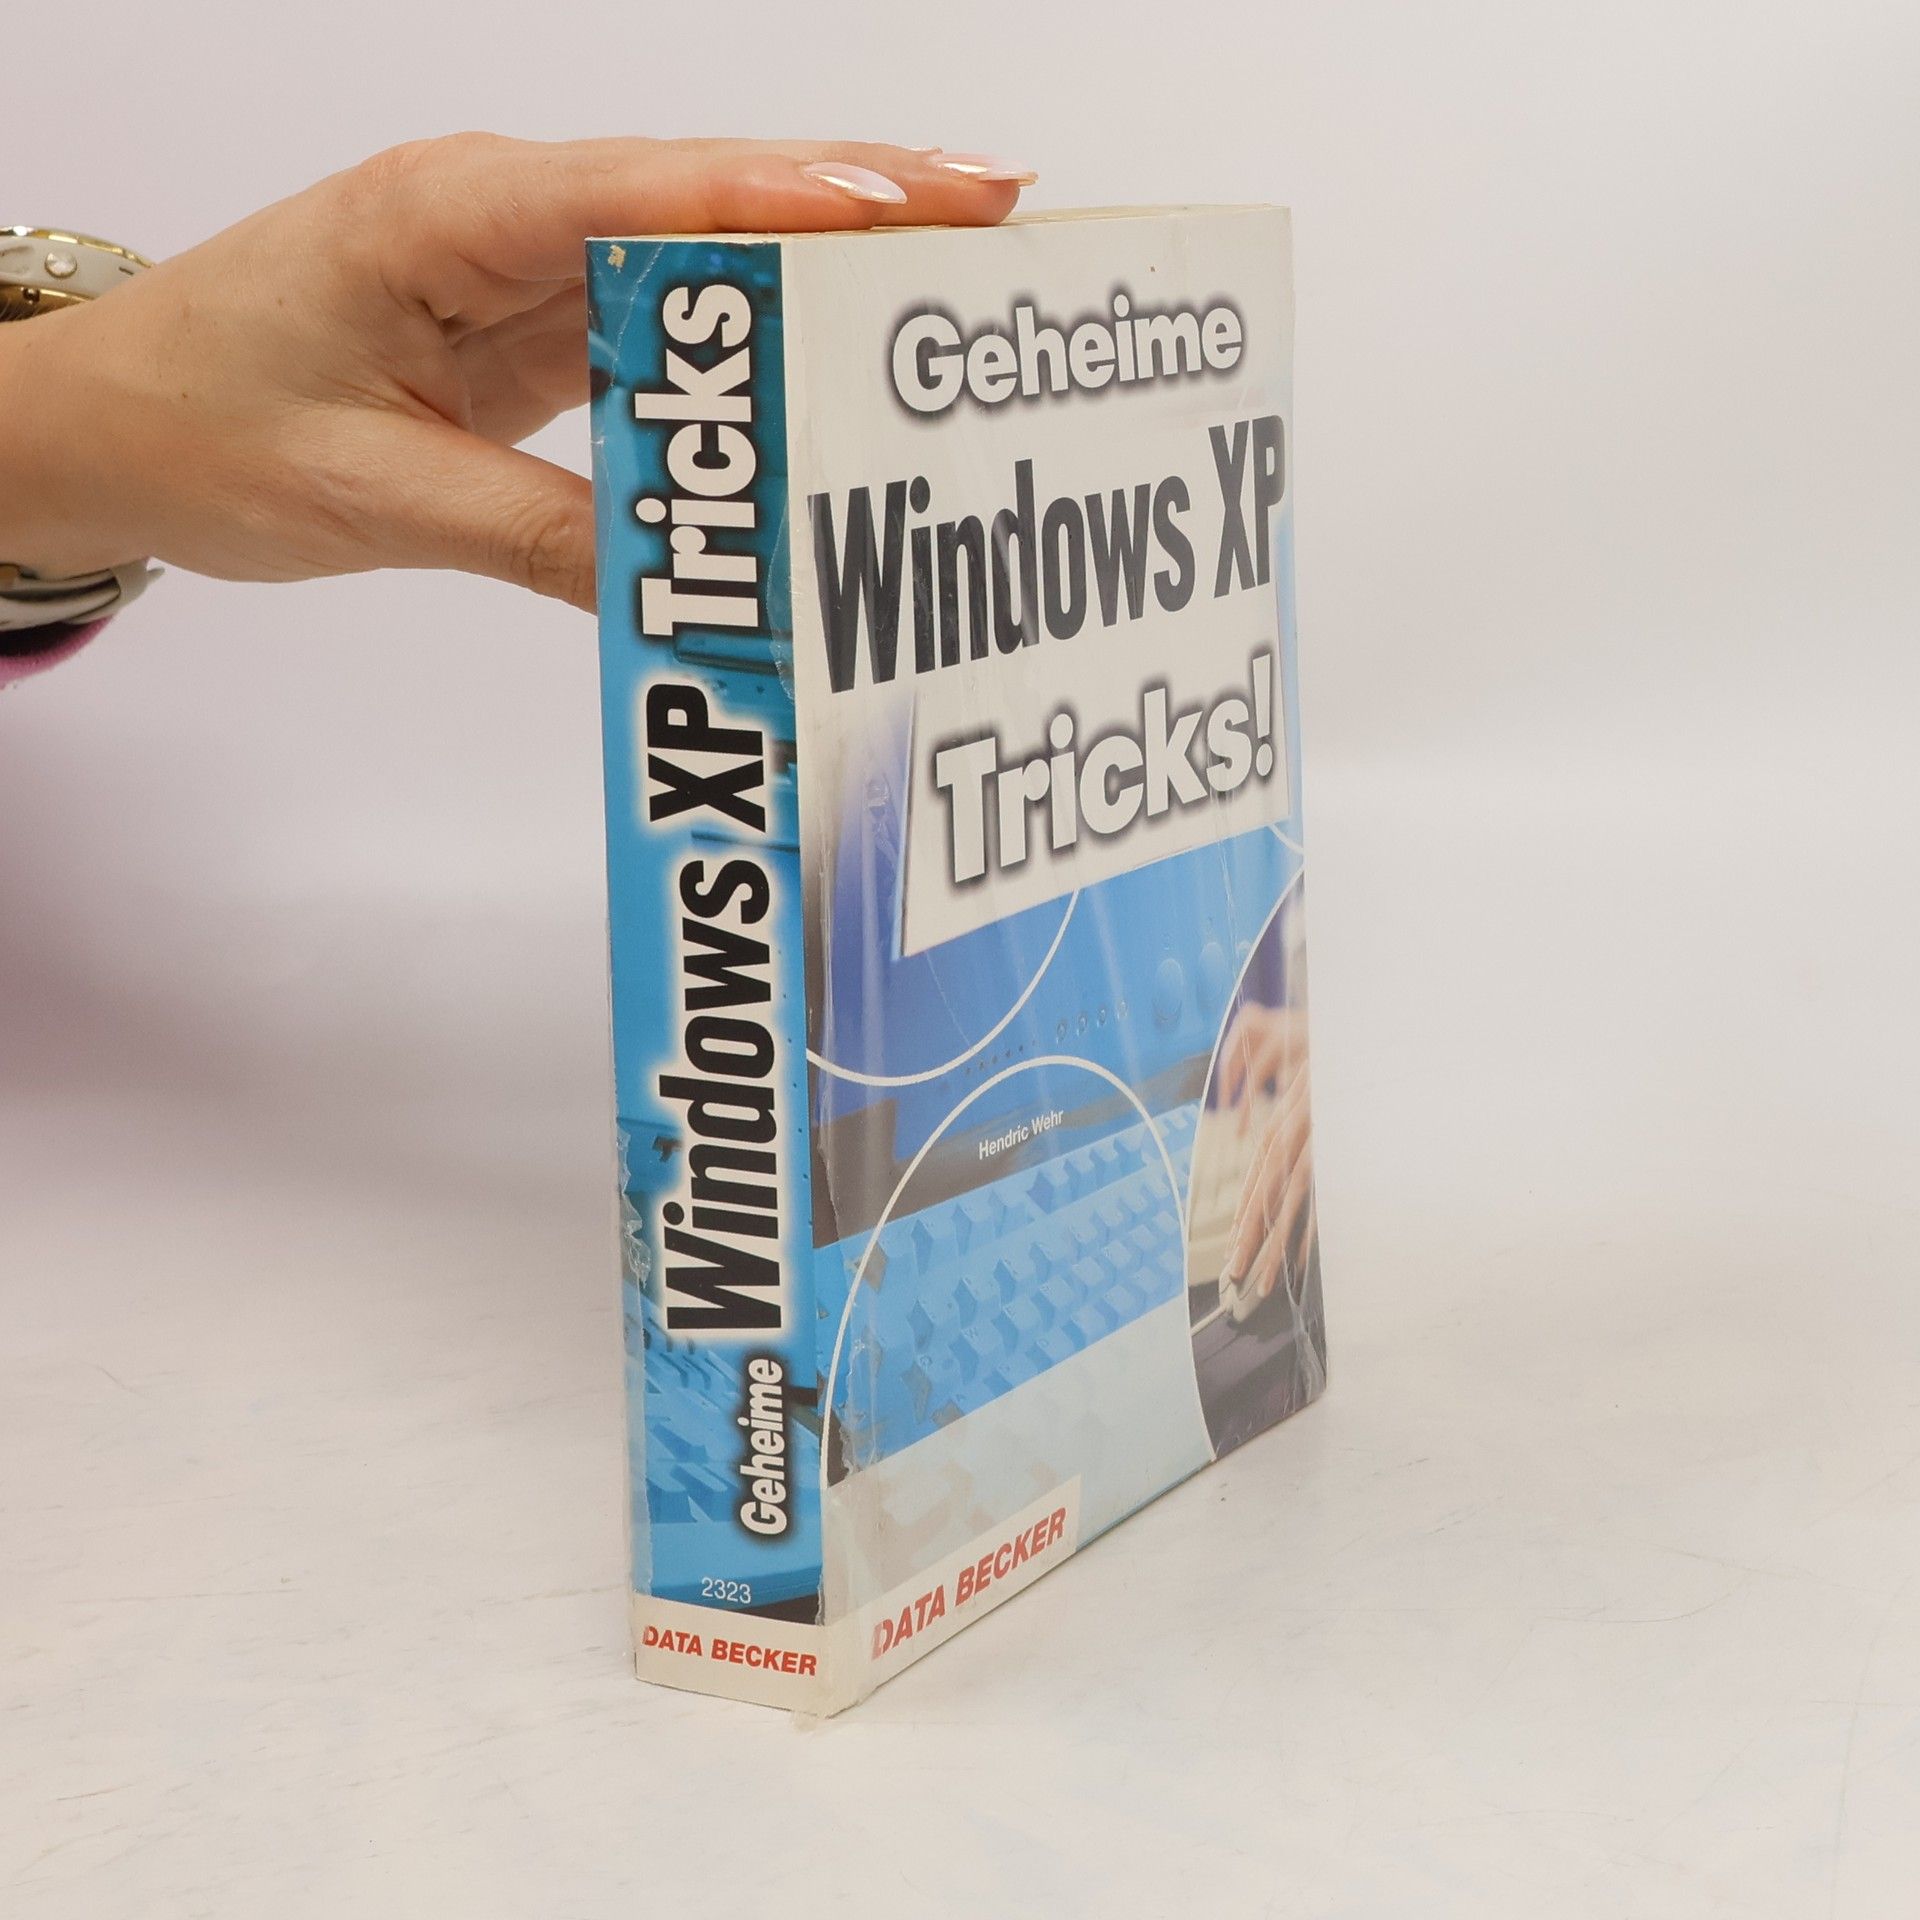 Geheime Windows XP Tricks
2323
DATA BECKER
Geheime
Windows XP
Tricks!
Hendric Wehr
DATA BECKER